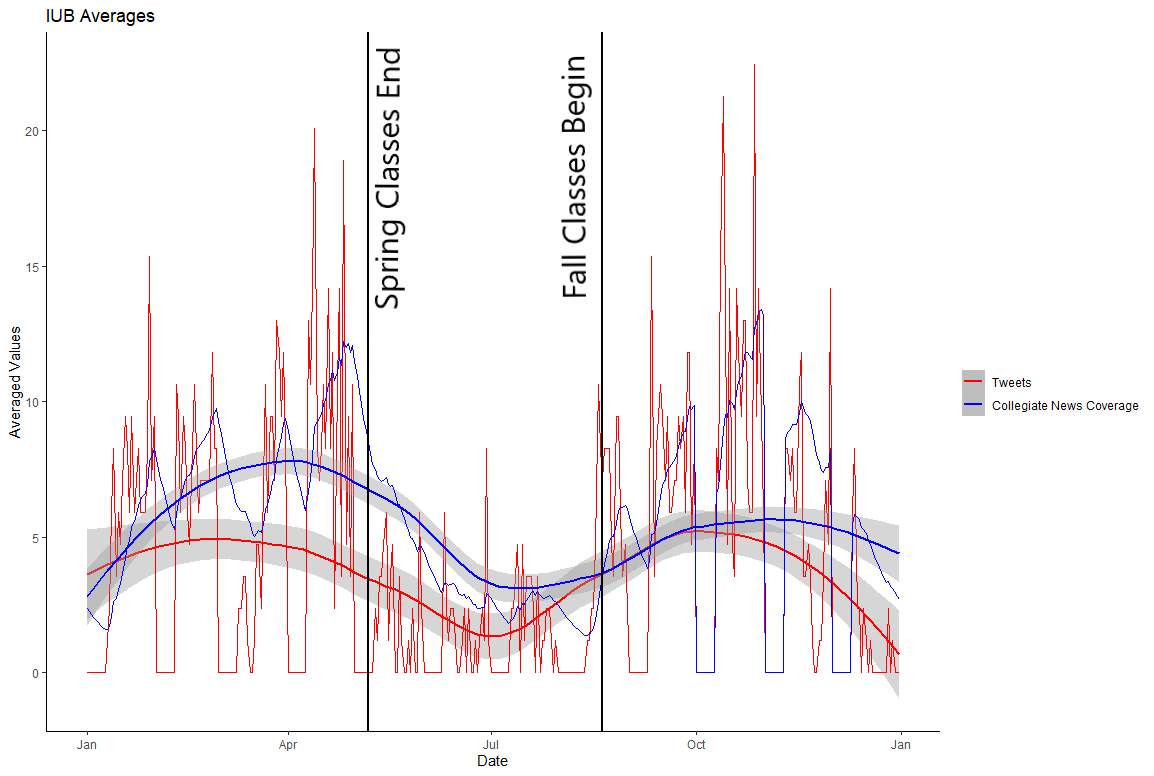 IUB Averages
Spring Classes End
Fall Classes Begin
20
15
10
5
0
Averaged Values
Jan
Apr
Jul
Oct
Jan
Date
Tweets
Collegiate News Coverage